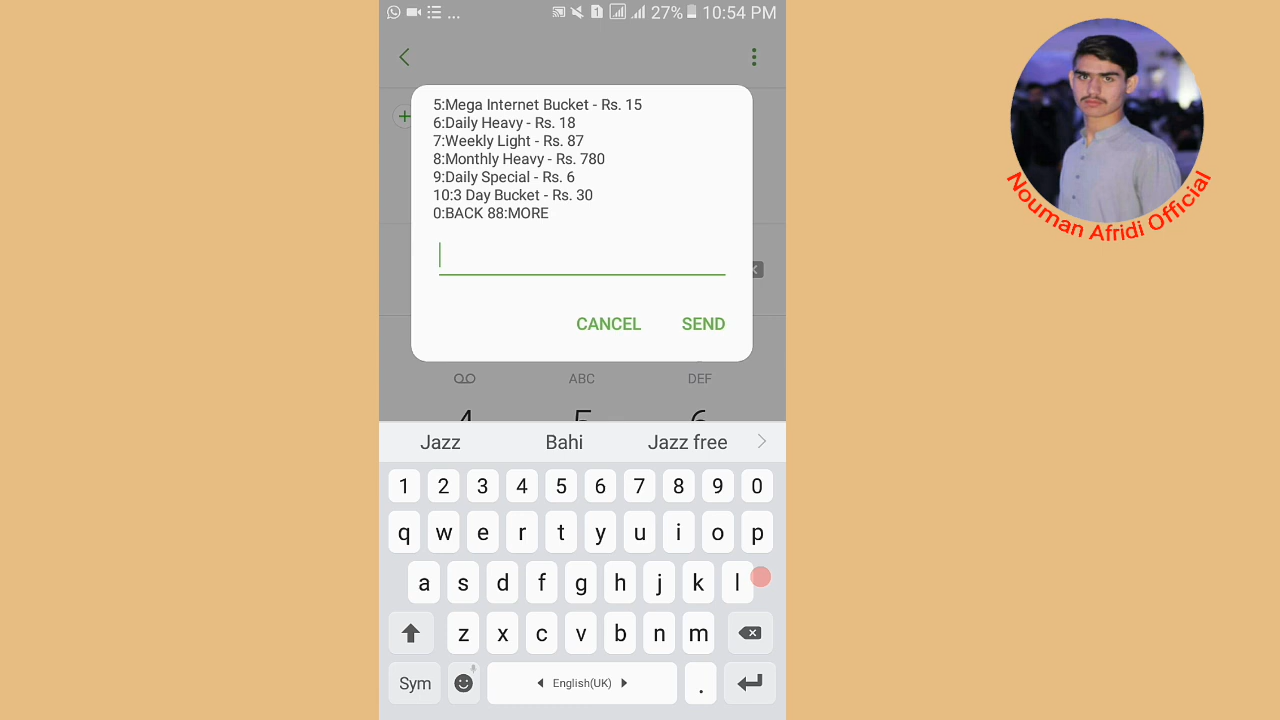 ... 27% 10:54 PM
5:Mega Internet Bucket - Rs. 15
6:Daily Heavy - Rs. 18
7:Weekly Light - Rs. 87
8:Monthly Heavy - Rs. 780
9:Daily Special - Rs. 6
10:3 Day Bucket - Rs. 30
0:BACK 88:MORE
CANCEL SEND
ABC DEF
4 5 6
Jazz Bahi Jazz free
1 2 3 4 5 6 7 8 9 0
q w e r t y u i o p
a s d f g h j k l
z x c v b n m
Sym English(UK) .
Nouman Afridi Official